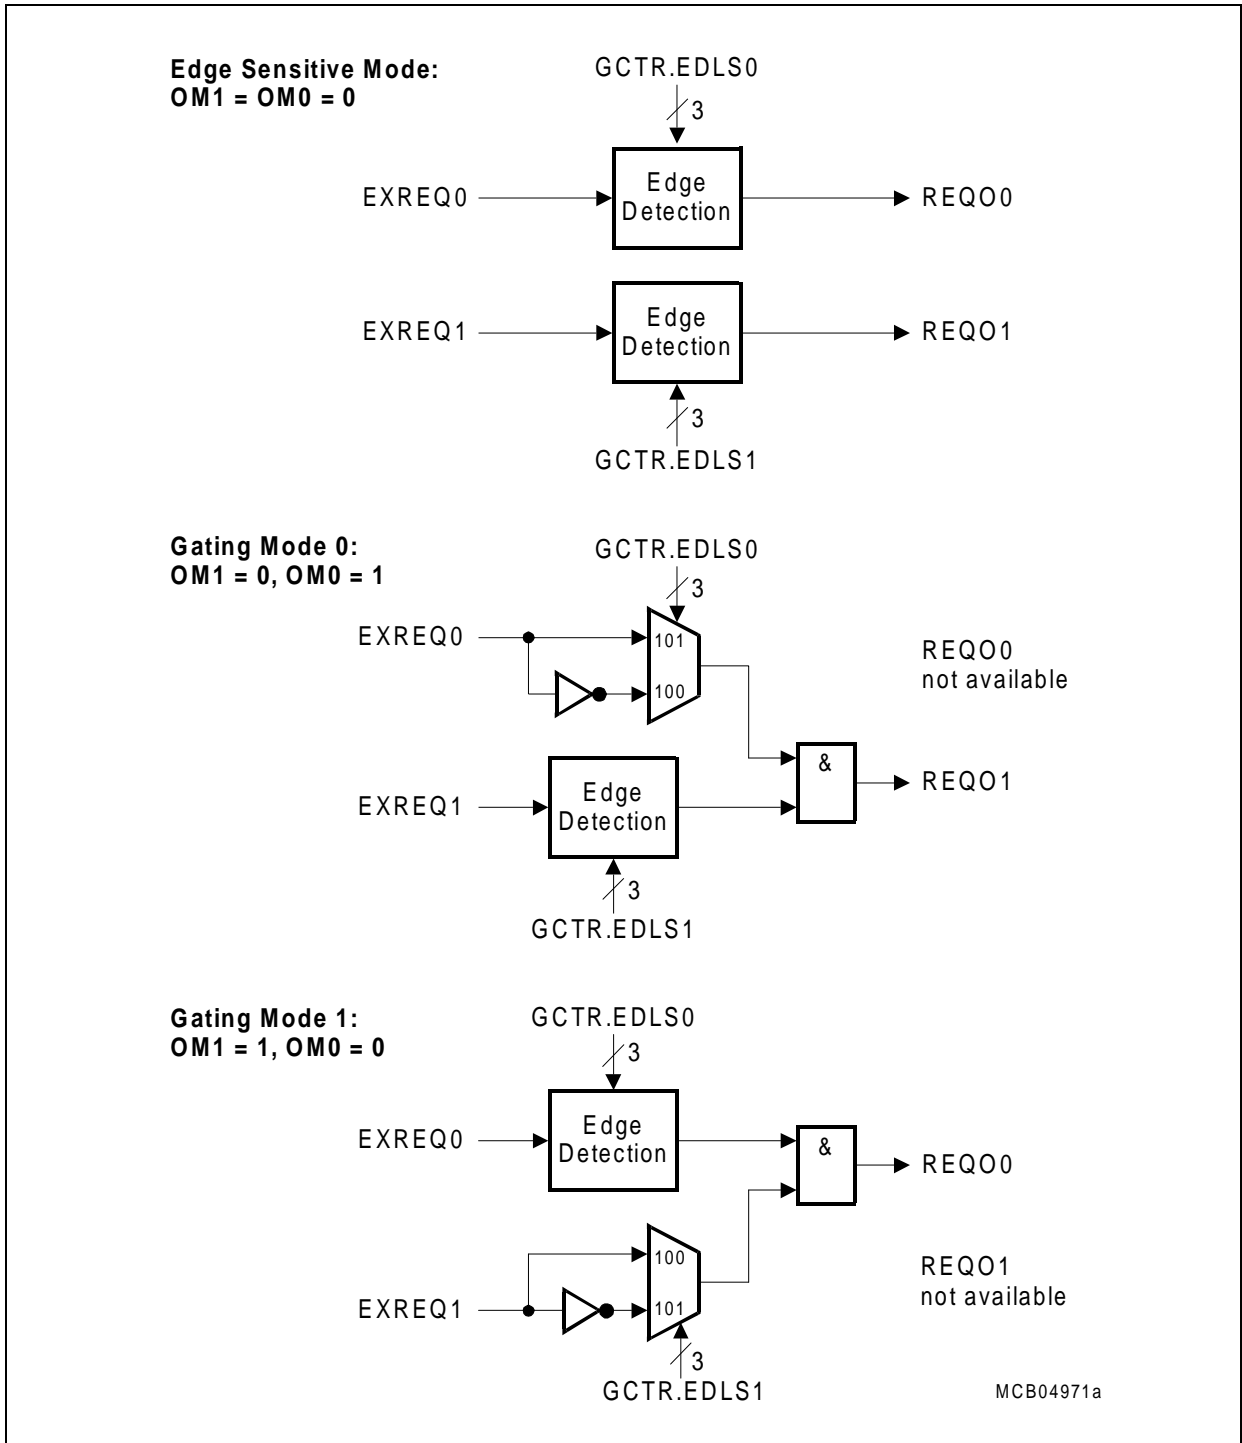 Edge Sensitive Mode:
OM1 = OM0 = 0
GCTR.EDLS0
3
EXREQ0
Edge
Detection
REQO0
EXREQ1
Edge
Detection
REQO1
3
GCTR.EDLS1
Gating Mode 0:
OM1 = 0, OM0 = 1
GCTR.EDLS0
3
EXREQ0
101
100
REQO0
not available
EXREQ1
Edge
Detection
&
REQO1
3
GCTR.EDLS1
Gating Mode 1:
OM1 = 1, OM0 = 0
GCTR.EDLS0
3
EXREQ0
Edge
Detection
&
REQO0
EXREQ1
100
101
REQO1
not available
3
GCTR.EDLS1
MCB04971a